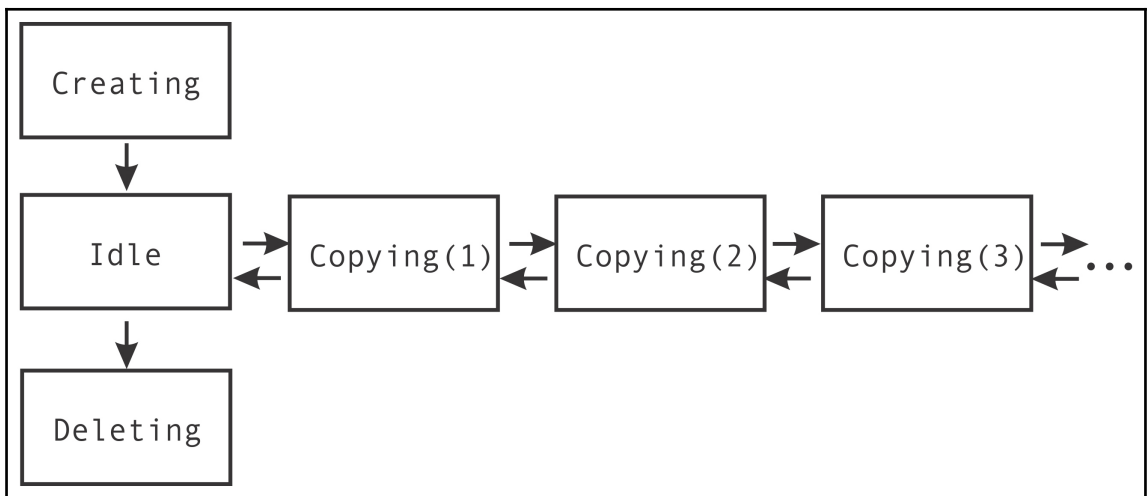 Creating
Idle
Copying(1)
Copying(2)
Copying(3)
...
Deleting